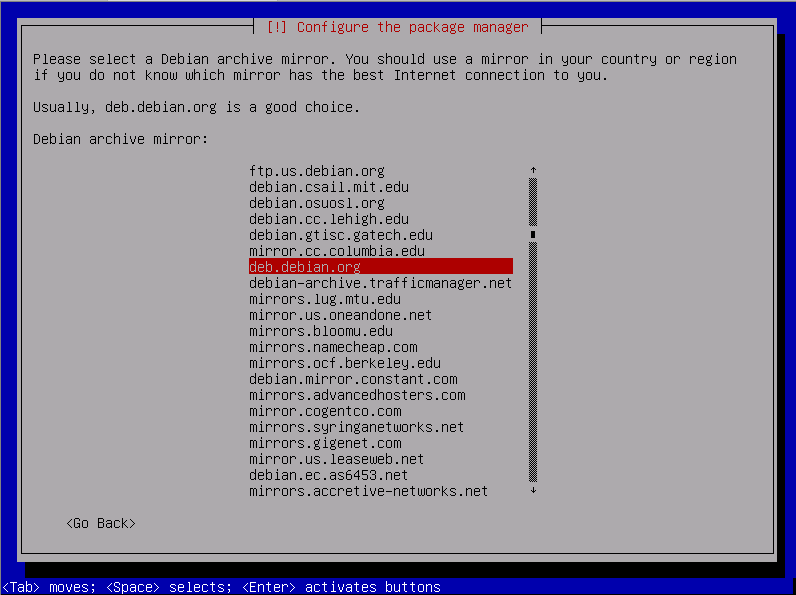 [!] Configure the package manager
Please select a Debian archive mirror. You should use a mirror in your country or region
if you do not know which mirror has the best Internet connection to you.
Usually, deb.debian.org is a good choice.
Debian archive mirror:
ftp.us.debian.org
debian.csail.mit.edu
debian.osuosl.org
debian.cc.lehigh.edu
debian.gtisc.gatech.edu
mirror.cc.columbia.edu
deb.debian.org
debian-archive.trafficmanager.net
mirrors.lug.mtu.edu
mirror.us.oneandone.net
mirrors.bloomu.edu
mirrors.namecheap.com
mirrors.ocf.berkeley.edu
debian.mirror.constant.com
mirrors.advancedhosters.com
mirror.cogentco.com
mirrors.syringanetworks.net
mirrors.gigenet.com
mirror.us.leaseweb.net
debian.ec.as6453.net
mirrors.accretive-networks.net
<Go Back>
<Tab> moves; <Space> selects; <Enter> activates buttons